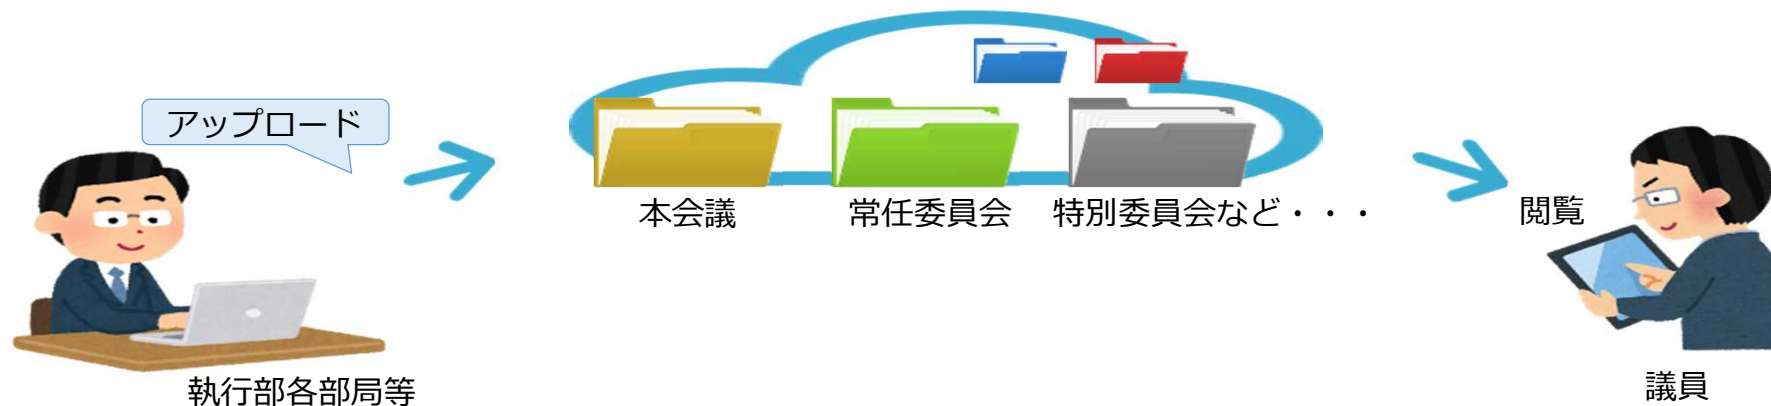 アップロード
本会議
常任委員会
特別委員会など・・・
閲覧
執行部各部局等
議員